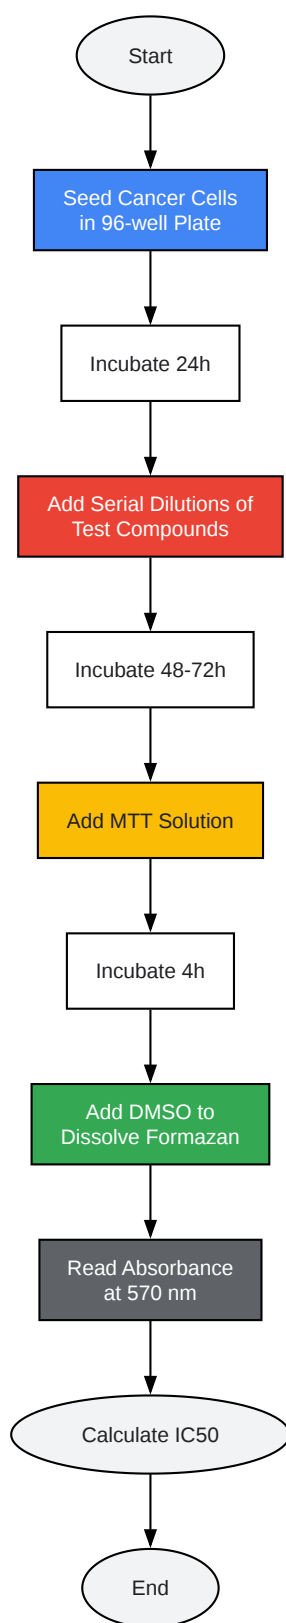 Start
Seed Cancer Cells
in 96-well Plate
Incubate 24h
Add Serial Dilutions of
Test Compounds
Incubate 48-72h
Add MTT Solution
Incubate 4h
Add DMSO to
Dissolve Formazan
Read Absorbance
at 570 nm
Calculate IC50
End